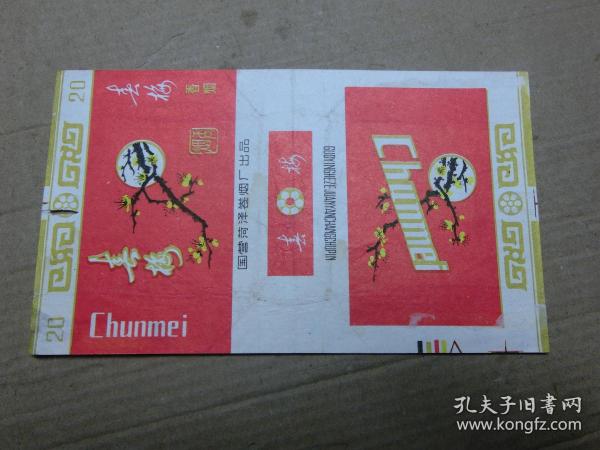 20
春梅
香烟
春梅
Chunmei
20
国营菏泽卷烟厂出品
春梅
GUOYINGHEZEJUANYANCHANGCHUPIN
Chunmei
孔夫子旧书网
www.kongfz.com